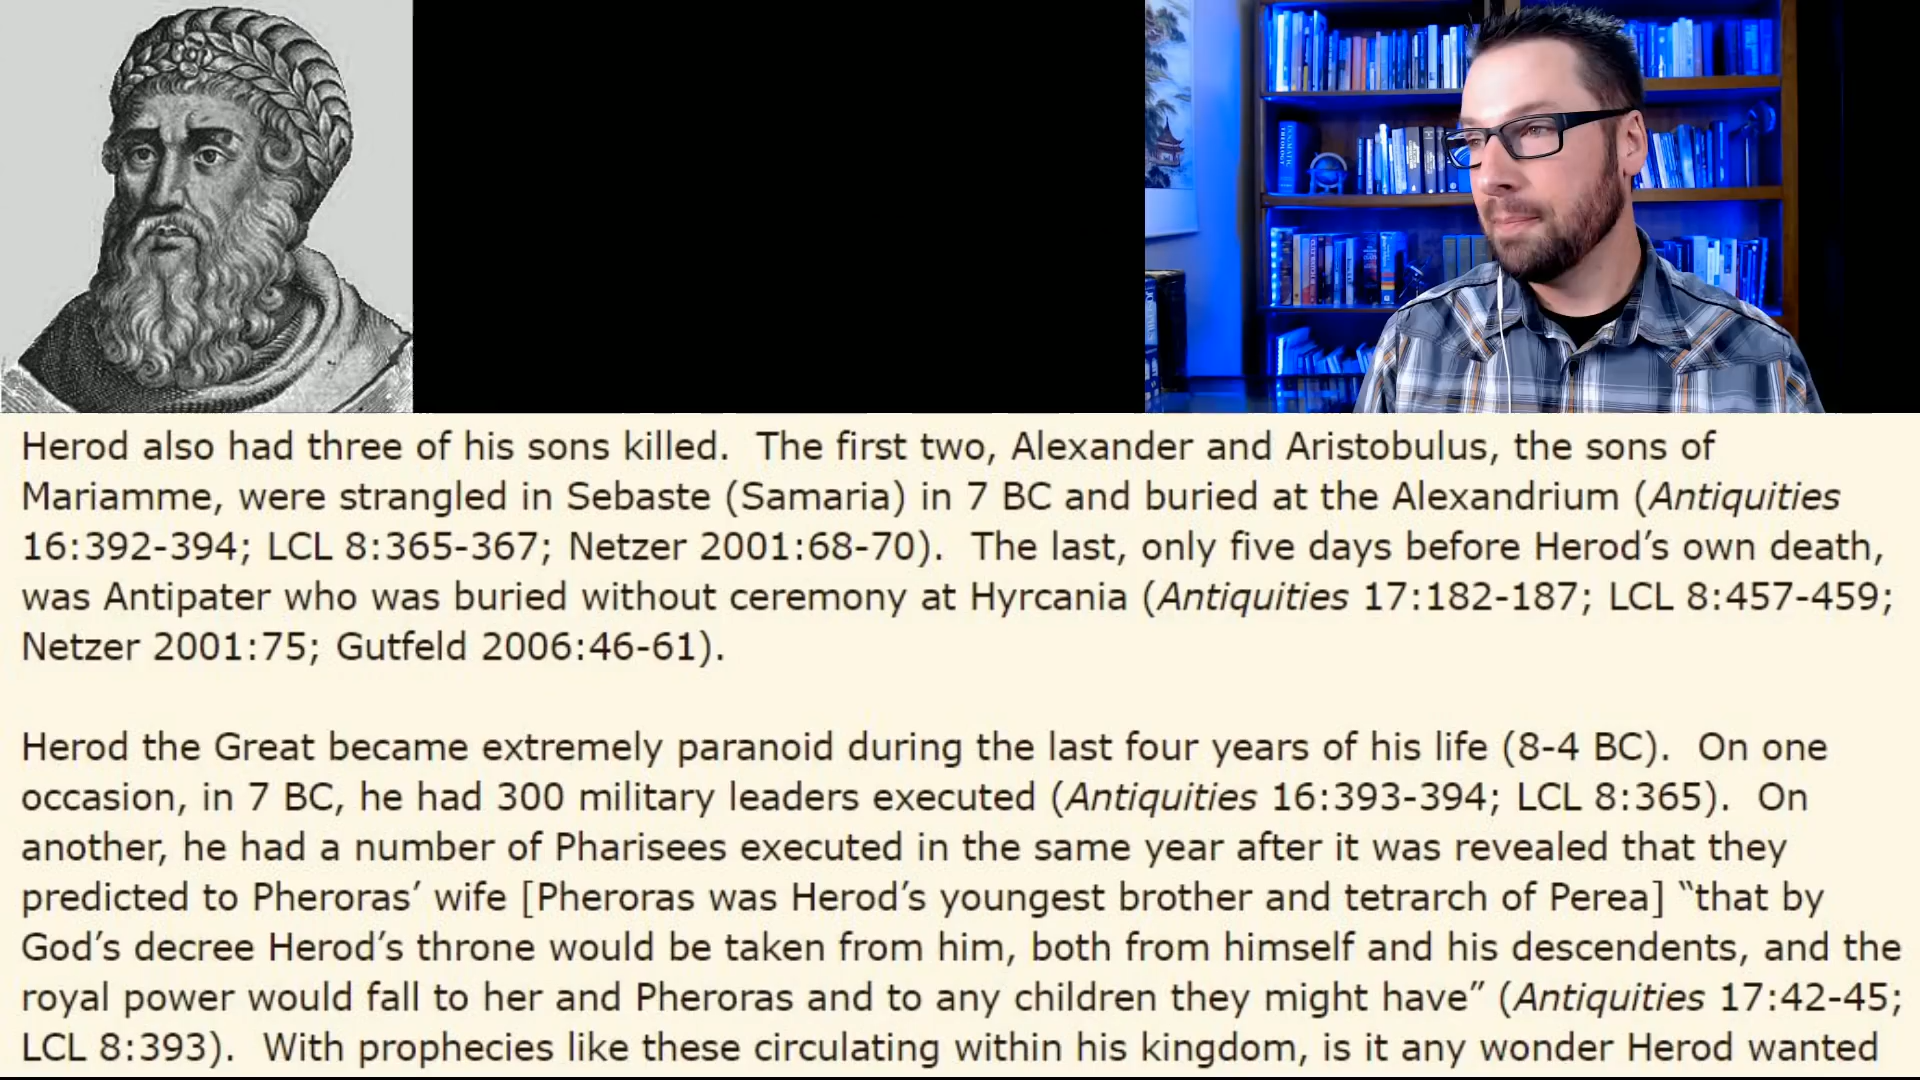 Herod also had three of his sons killed.  The first two, Alexander and Aristobulus, the sons of
Mariamme, were strangled in Sebaste (Samaria) in 7 BC and buried at the Alexandrium (Antiquities
16:392-394; LCL 8:365-367; Netzer 2001:68-70).  The last, only five days before Herod’s own death,
was Antipater who was buried without ceremony at Hyrcania (Antiquities 17:182-187; LCL 8:457-459;
Netzer 2001:75; Gutfeld 2006:46-61).
Herod the Great became extremely paranoid during the last four years of his life (8-4 BC).  On one
occasion, in 7 BC, he had 300 military leaders executed (Antiquities 16:393-394; LCL 8:365).  On
another, he had a number of Pharisees executed in the same year after it was revealed that they
predicted to Pheroras’ wife [Pheroras was Herod’s youngest brother and tetrarch of Perea] “that by
God’s decree Herod’s throne would be taken from him, both from himself and his descendents, and the
royal power would fall to her and Pheroras and to any children they might have” (Antiquities 17:42-45;
LCL 8:393).  With prophecies like these circulating within his kingdom, is it any wonder Herod wanted